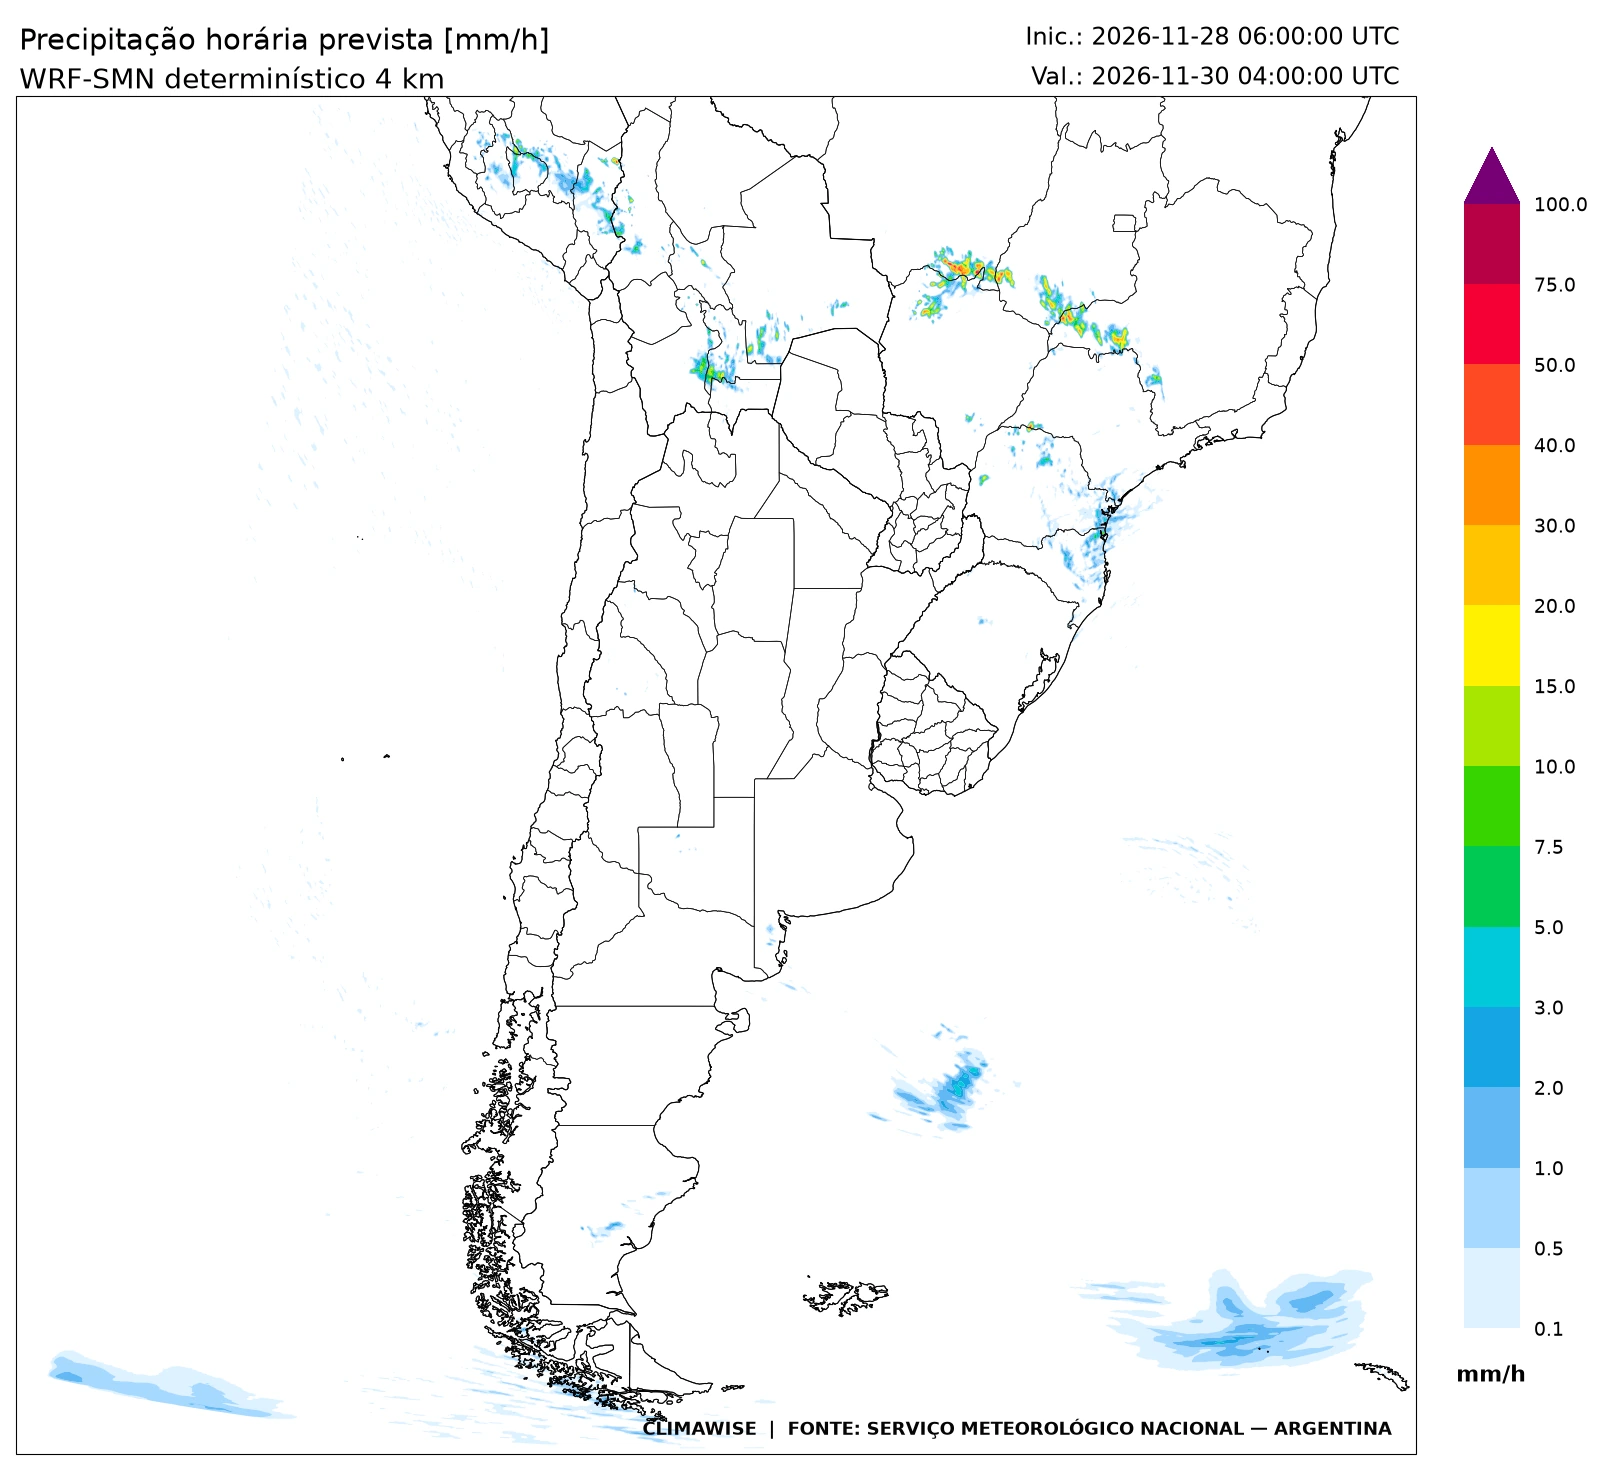 Precipitação horária prevista [mm/h]
WRF-SMN determinístico 4 km
Inic.: 2026-11-28 06:00:00 UTC
Val.: 2026-11-30 04:00:00 UTC
100.0
75.0
50.0
40.0
30.0
20.0
15.0
10.0
7.5
5.0
3.0
2.0
1.0
0.5
0.1
mm/h
CLIMAWISE | FONTE: SERVIÇO METEOROLÓGICO NACIONAL — ARGENTINA